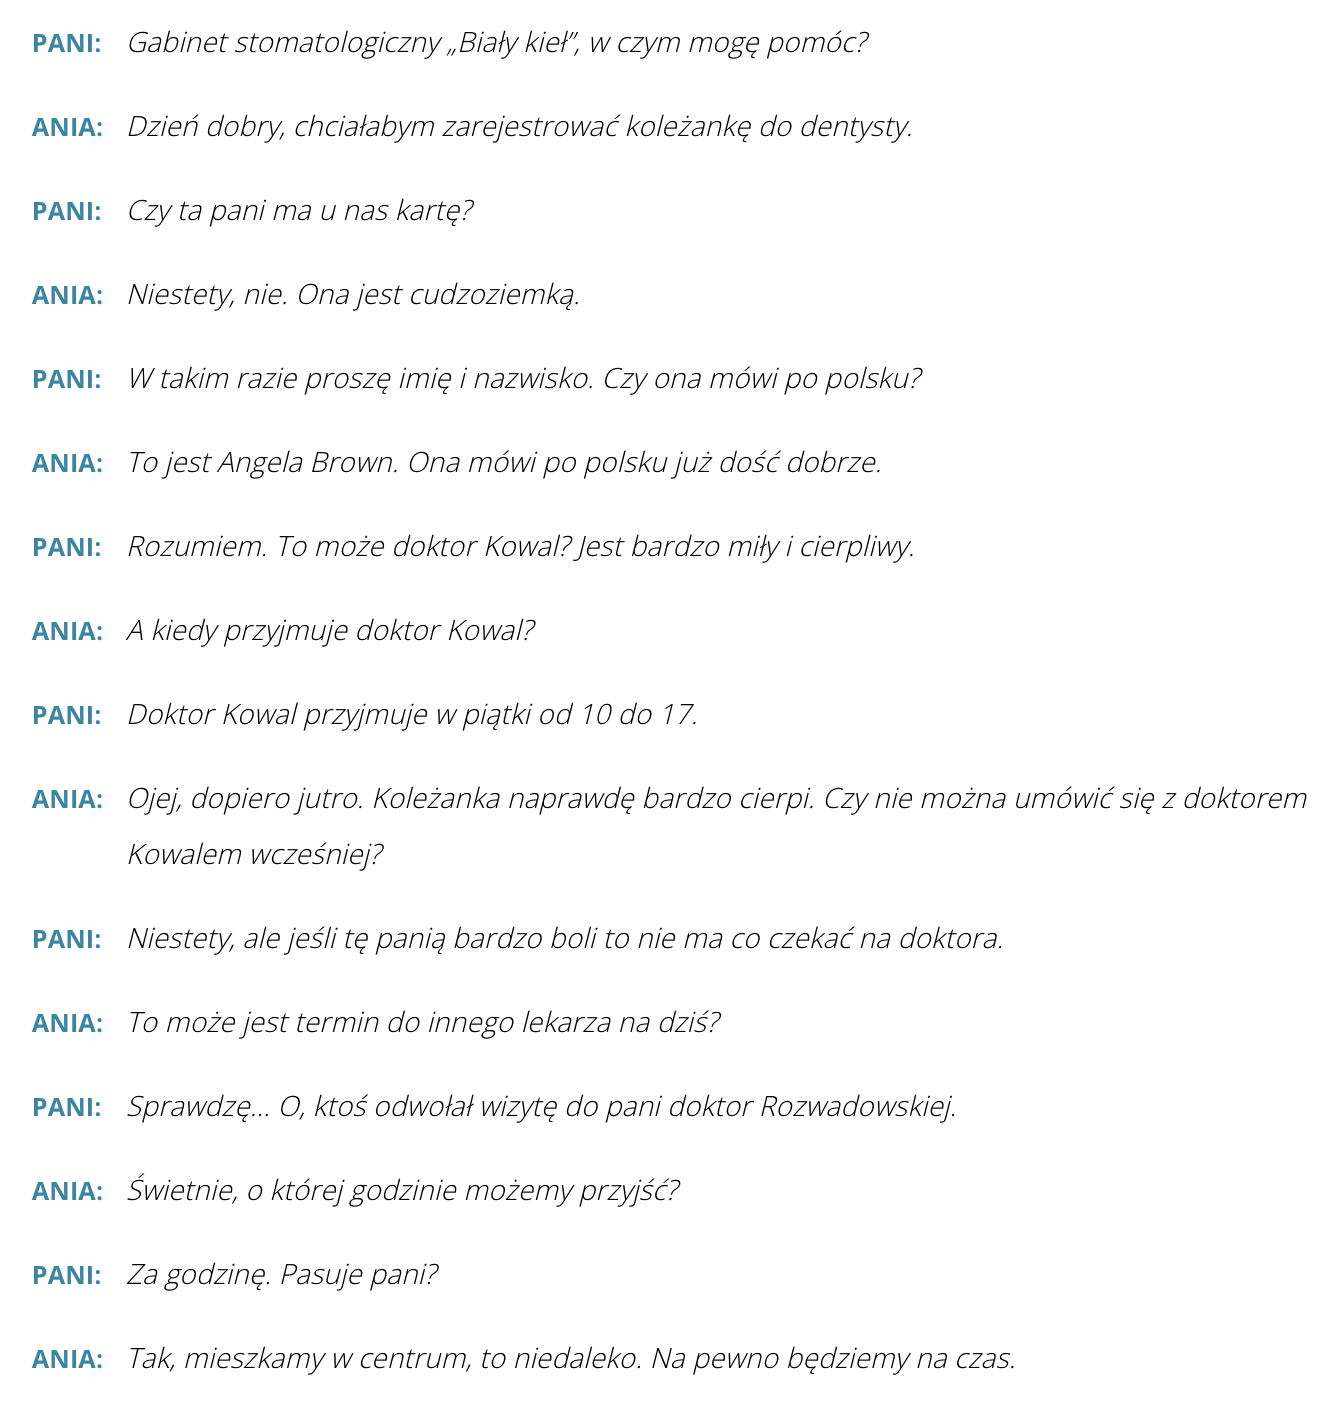 PANI: Gabinet stomatologiczny „Biały kieł”, w czym mogę pomóc?
ANIA: Dzień dobry, chciałabym zarejestrować koleżankę do dentysty.
PANI: Czy ta pani ma u nas kartę?
ANIA: Niestety, nie. Ona jest cudzoziemką.
PANI: W takim razie proszę imię i nazwisko. Czy ona mówi po polsku?
ANIA: To jest Angela Brown. Ona mówi po polsku już dość dobrze.
PANI: Rozumiem. To może doktor Kowal? Jest bardzo miły i cierpliwy.
ANIA: A kiedy przyjmuje doktor Kowal?
PANI: Doktor Kowal przyjmuje w piątki od 10 do 17.
ANIA: Ojej, dopiero jutro. Koleżanka naprawdę bardzo cierpi. Czy nie można umówić się z doktorem
Kowalem wcześniej?
PANI: Niestety, ale jeśli tę panią bardzo boli to nie ma co czekać na doktora.
ANIA: To może jest termin do innego lekarza na dziś?
PANI: Sprawdzę... O, ktoś odwołał wizytę do pani doktor Rozwadowskiej.
ANIA: Świetnie, o której godzinie możemy przyjść?
PANI: Za godzinę. Pasuje pani?
ANIA: Tak, mieszkamy w centrum, to niedaleko. Na pewno będziemy na czas.